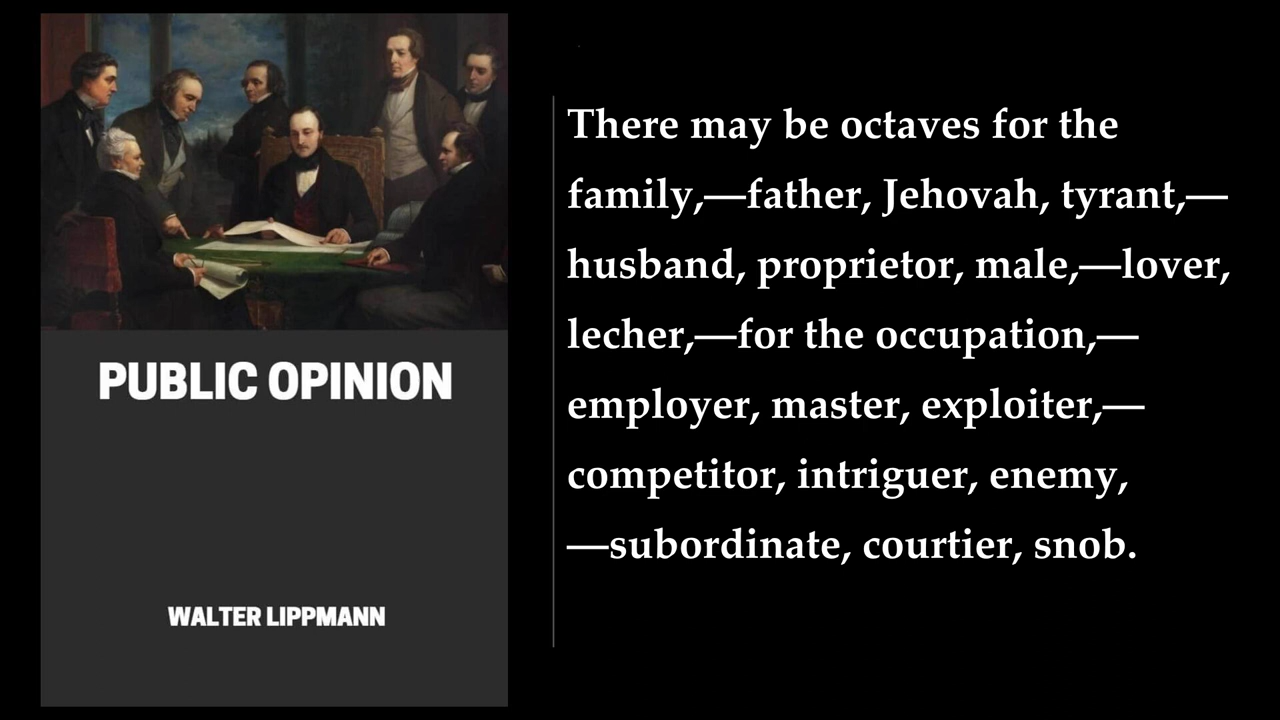 PUBLIC OPINION
WALTER LIPPMANN
There may be octaves for the
family,—father, Jehovah, tyrant,—
husband, proprietor, male,—lover,
lecher,—for the occupation,—
employer, master, exploiter,—
competitor, intriguer, enemy,
—subordinate, courtier, snob.